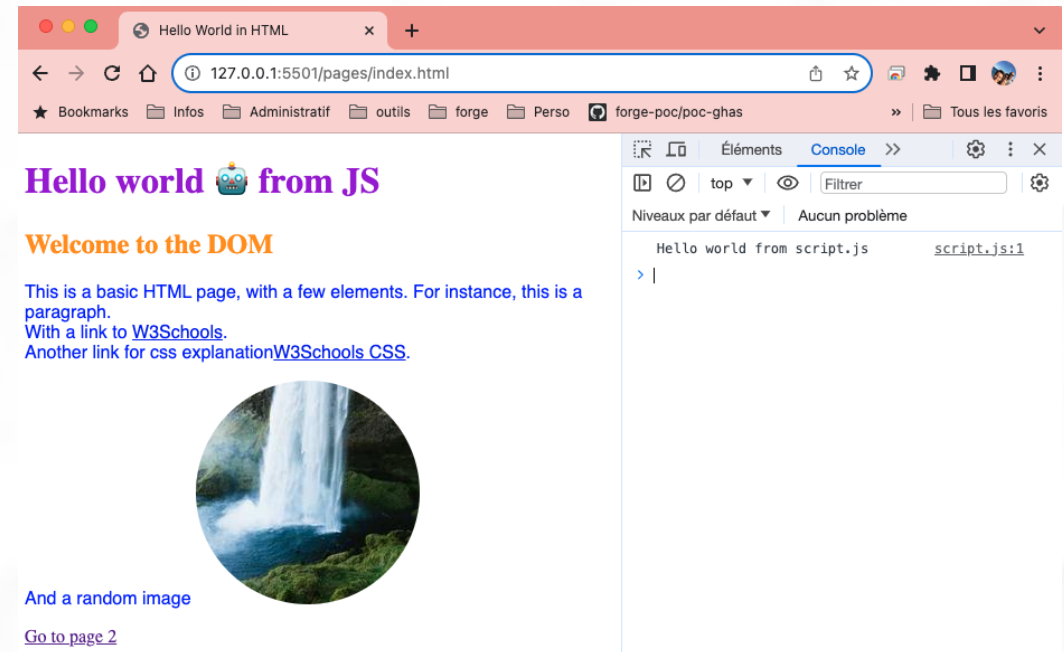 Hello World in HTML
127.0.0.1:5501/pages/index.html
Bookmarks Infos Administratif outils forge Perso forge-poc/poc-ghas » Tous les favoris
Hello world 🤖 from JS
Welcome to the DOM
This is a basic HTML page, with a few elements. For instance, this is a
paragraph.
With a link to W3Schools.
Another link for css explanationW3Schools CSS.
And a random image
Go to page 2
Éléments Console
top Filtrer
Niveaux par défaut Aucun problème
Hello world from script.js script.js:1